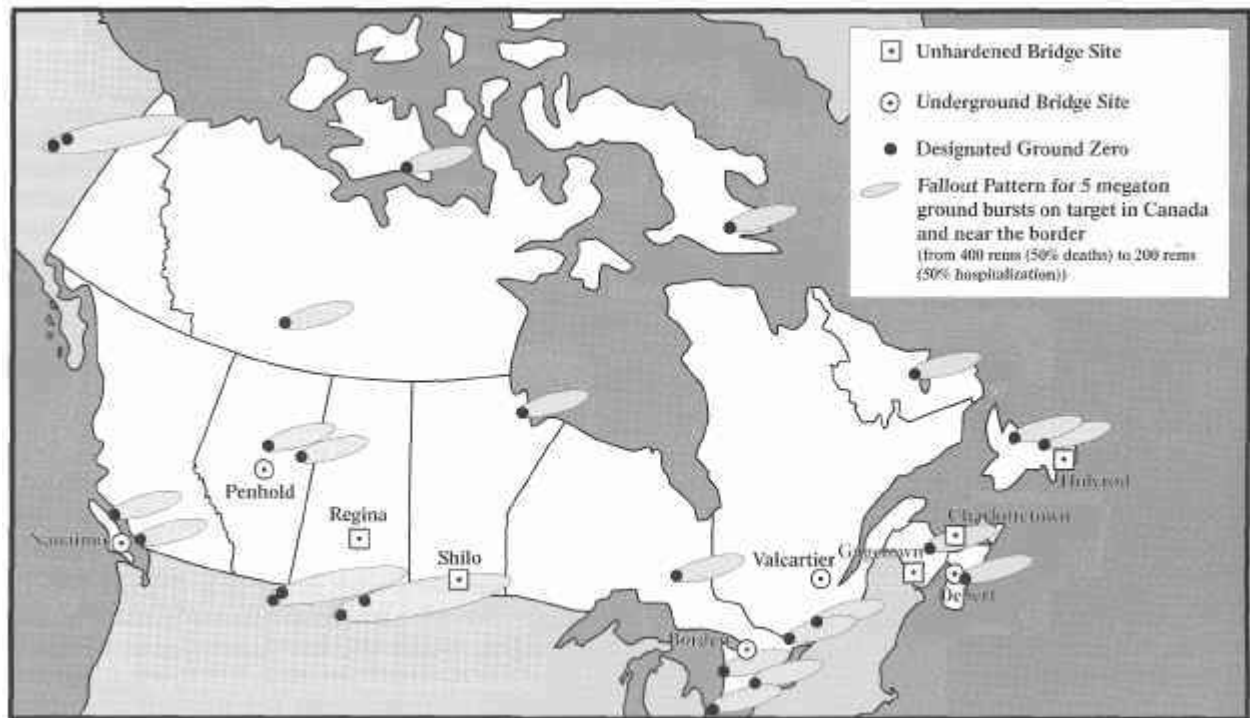 Unhardened Bridge Site
Underground Bridge Site
Designated Ground Zero
Fallout Pattern for 5 megaton
ground bursts on target in Canada
and near the border
(from 400 rems (50% deaths) to 200 rems
(50% hospitalization))
Penhold
Regina
Nanaimo
Shilo
Valcartier
Holyrod
Charlottetown
Gagetown
Debert
Borden